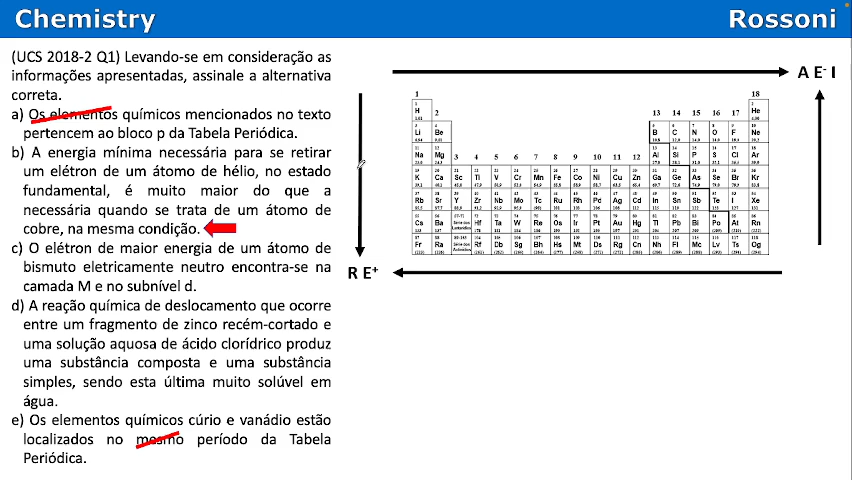 Chemistry
Rossoni
(UCS 2018-2 Q1) Levando-se em consideração as
informações apresentadas, assinale a alternativa
correta.
a) Os elementos químicos mencionados no texto
pertencem ao bloco p da Tabela Periódica.
b) A energia mínima necessária para se retirar
um elétron de um átomo de hélio, no estado
fundamental, é muito maior do que a
necessária quando se trata de um átomo de
cobre, na mesma condição.
c) O elétron de maior energia de um átomo de
bismuto eletricamente neutro encontra-se na
camada M e no subnível d.
d) A reação química de deslocamento que ocorre
entre um fragmento de zinco recém-cortado e
uma solução aquosa de ácido clorídrico produz
uma substância composta e uma substância
simples, sendo esta última muito solúvel em
água.
e) Os elementos químicos cúrio e vanádio estão
localizados no mesmo período da Tabela
Periódica.
A E⁻ I
R E⁺
1 18
H He
2 13 14 15 16 17
Li Be B C N O F Ne
3 4 5 6 7 8 9 10 11 12
Na Mg Al Si P S Cl Ar
K Ca Sc Ti V Cr Mn Fe Co Ni Cu Zn Ga Ge As Se Br Kr
Rb Sr Y Zr Nb Mo Tc Ru Rh Pd Ag Cd In Sn Sb Te I Xe
Cs Ba Hf Ta W Re Os Ir Pt Au Hg Tl Pb Bi Po At Rn
Fr Ra Rf Db Sg Bh Hs Mt Ds Rg Cn Nh Fl Mc Lv Ts Og